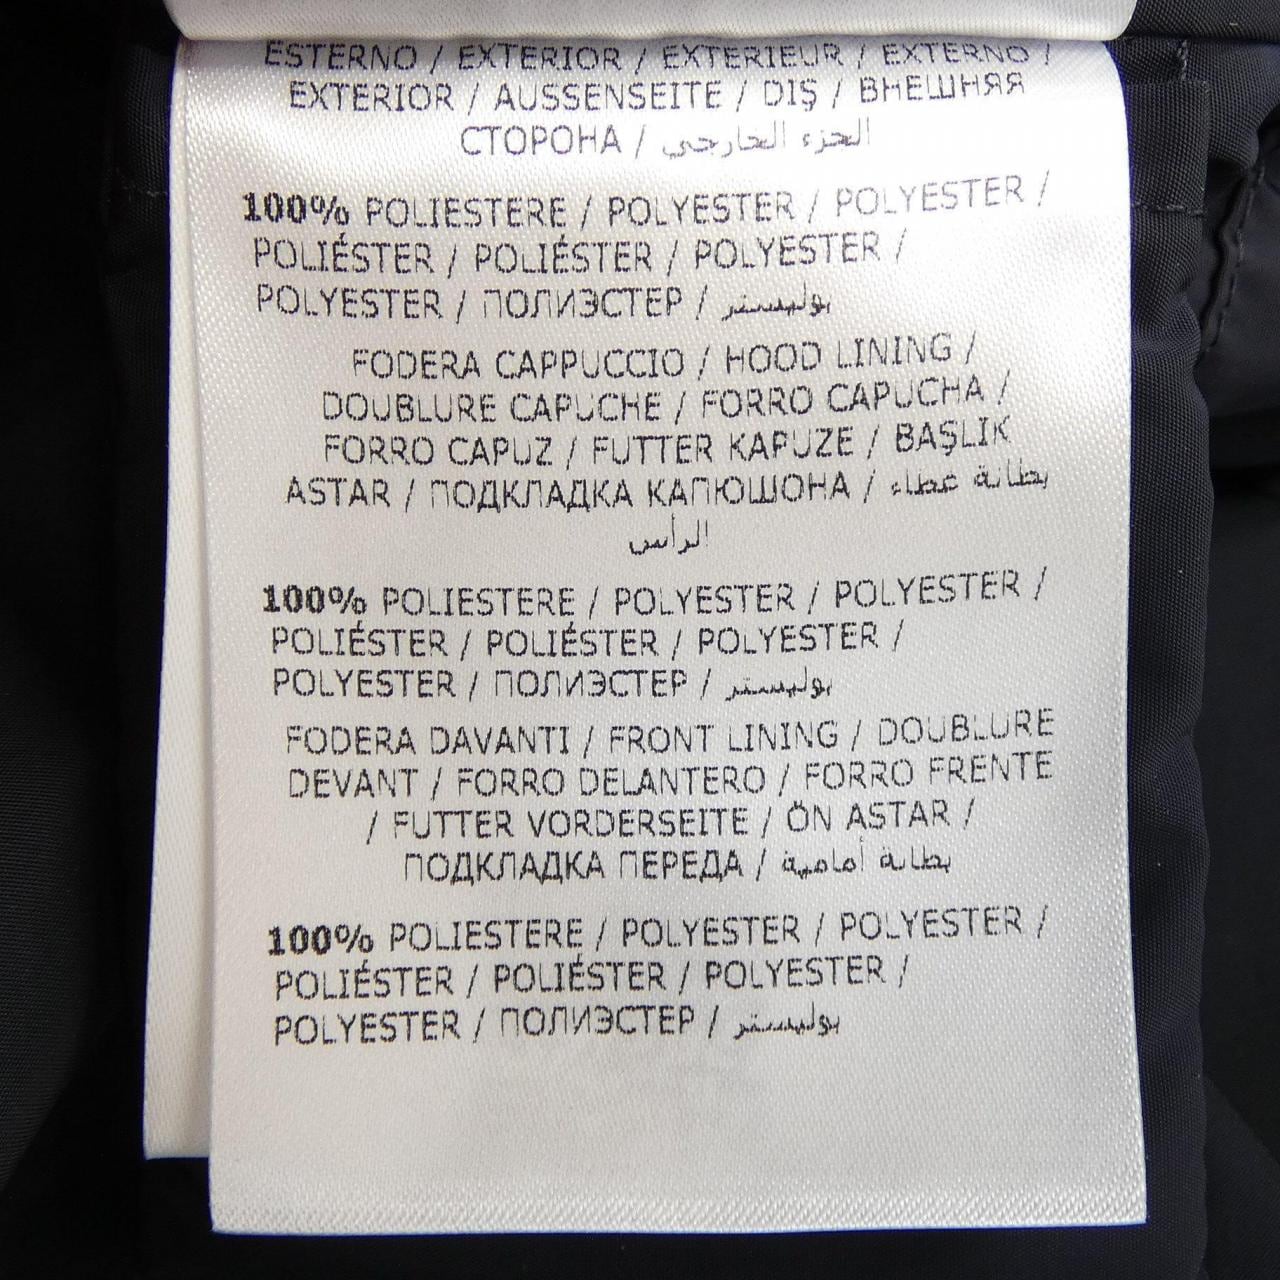 ESTERNO / EXTERIOR / EXTERIEUR / EXTERNO /
EXTERIOR / AUSSENSEITE / DIŞ / ВНЕШНЯЯ
СТОРОНА / الجزء الخارجي
100% POLIESTERE / POLYESTER / POLYESTER /
POLIÉSTER / POLIÉSTER / POLYESTER /
POLYESTER / ПОЛИЭСТЕР / بوليستر
FODERA CAPPUCCIO / HOOD LINING /
DOUBLURE CAPUCHE / FORRO CAPUCHA /
FORRO CAPUZ / FUTTER KAPUZE / BAŞLIK
ASTAR / ПОДКЛАДКА КАПЮШОНА / بطانة غطاء
الرأس
100% POLIESTERE / POLYESTER / POLYESTER /
POLIÉSTER / POLIÉSTER / POLYESTER /
POLYESTER / ПОЛИЭСТЕР / بوليستر
FODERA DAVANTI / FRONT LINING / DOUBLURE
DEVANT / FORRO DELANTERO / FORRO FRENTE
/ FUTTER VORDERSEITE / ÖN ASTAR /
ПОДКЛАДКА ПЕРЕДА / بطانة أمامية
100% POLIESTERE / POLYESTER / POLYESTER /
POLIÉSTER / POLIÉSTER / POLYESTER /
POLYESTER / ПОЛИЭСТЕР / بوليستر